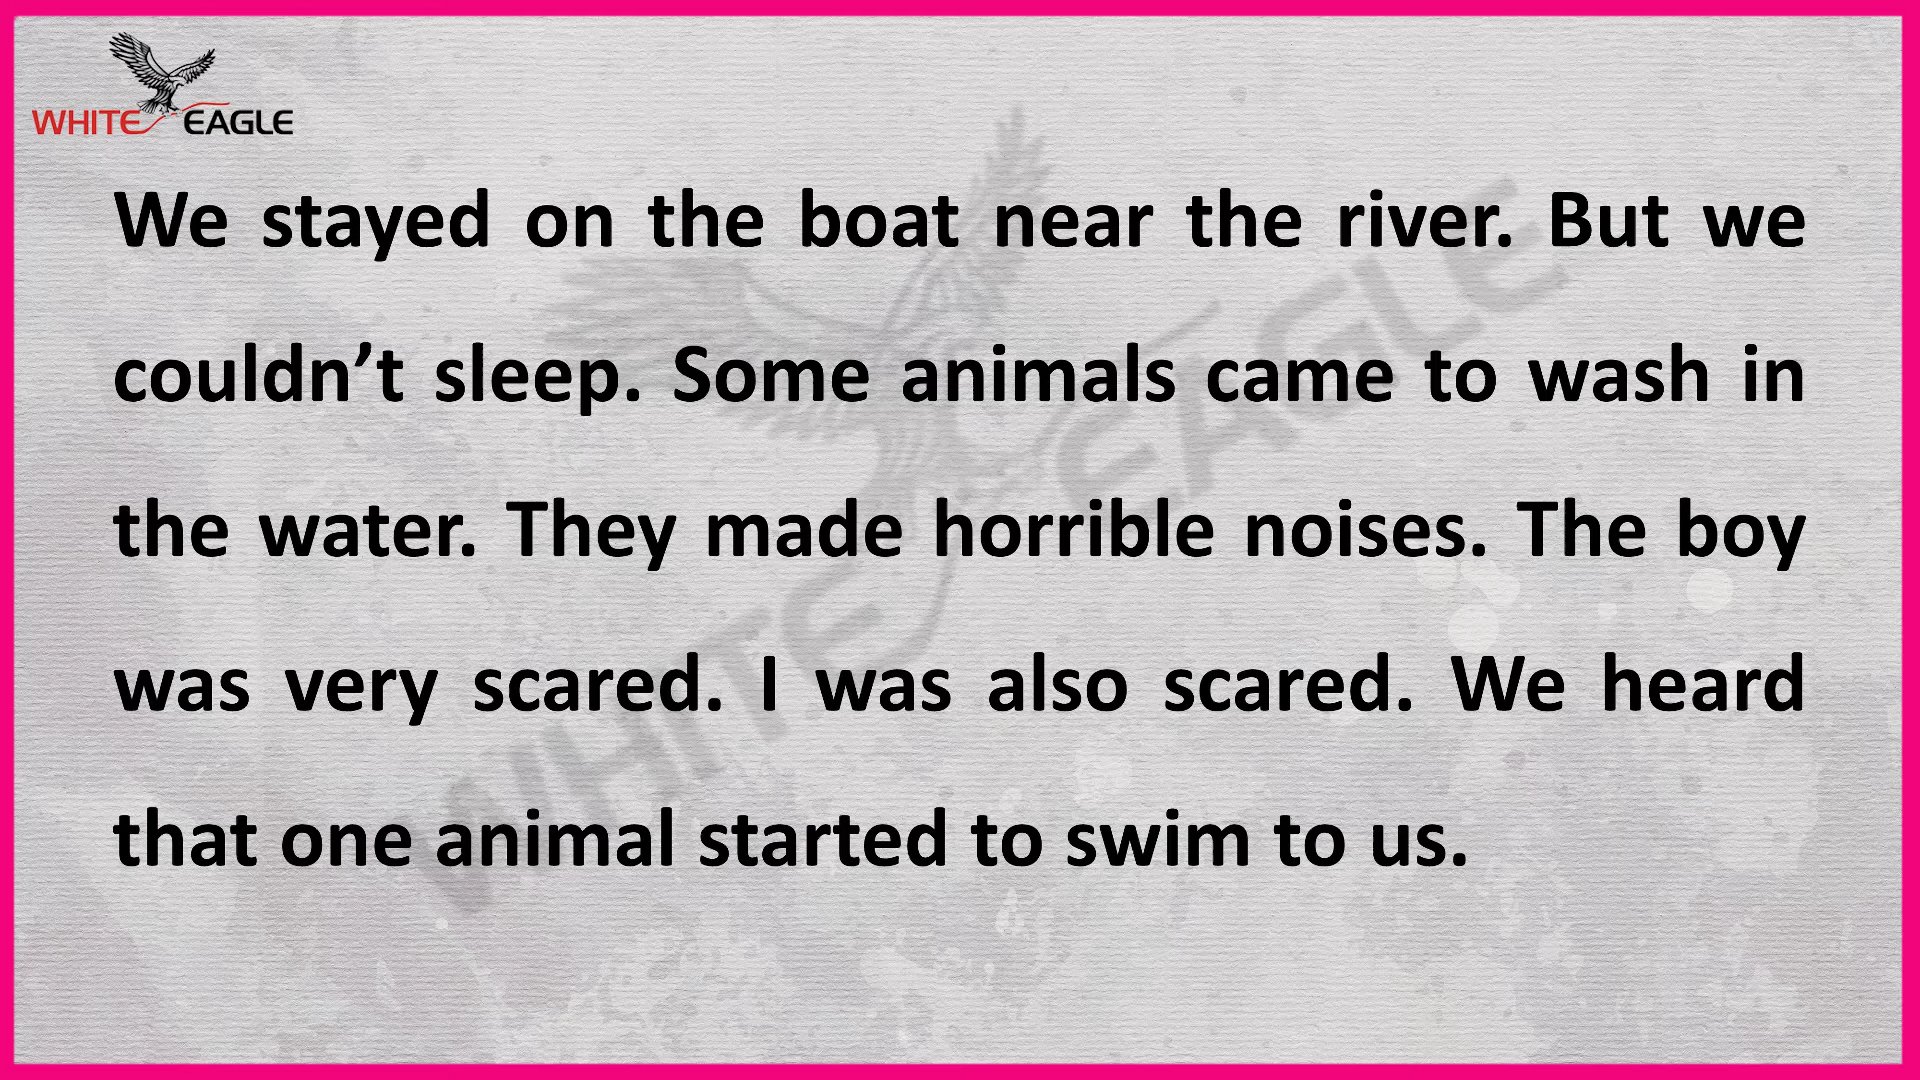 WHITE EAGLE
We stayed on the boat near the river. But we
couldn’t sleep. Some animals came to wash in
the water. They made horrible noises. The boy
was very scared. I was also scared. We heard
that one animal started to swim to us.
WHITE EAGLE